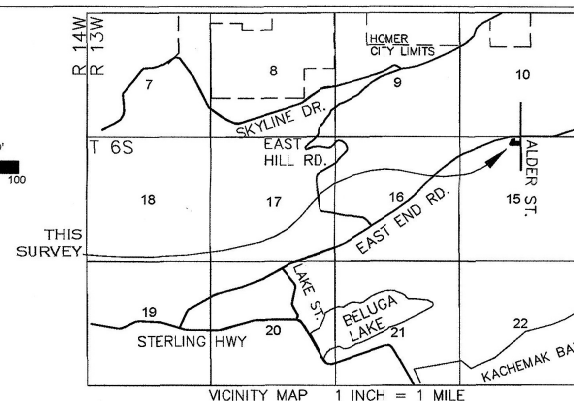 R 14W
R 13W
HOMER
CITY LIMITS
7
8
9
10
SKYLINE DR.
T 6S
EAST
HILL RD.
0'
100
ALDER ST.
18
17
16
15
EAST END RD.
THIS
SURVEY
LAKE ST.
19
20
BELUGA
LAKE
21
22
STERLING HWY
KACHEMAK BA
VICINITY MAP 1 INCH = 1 MILE